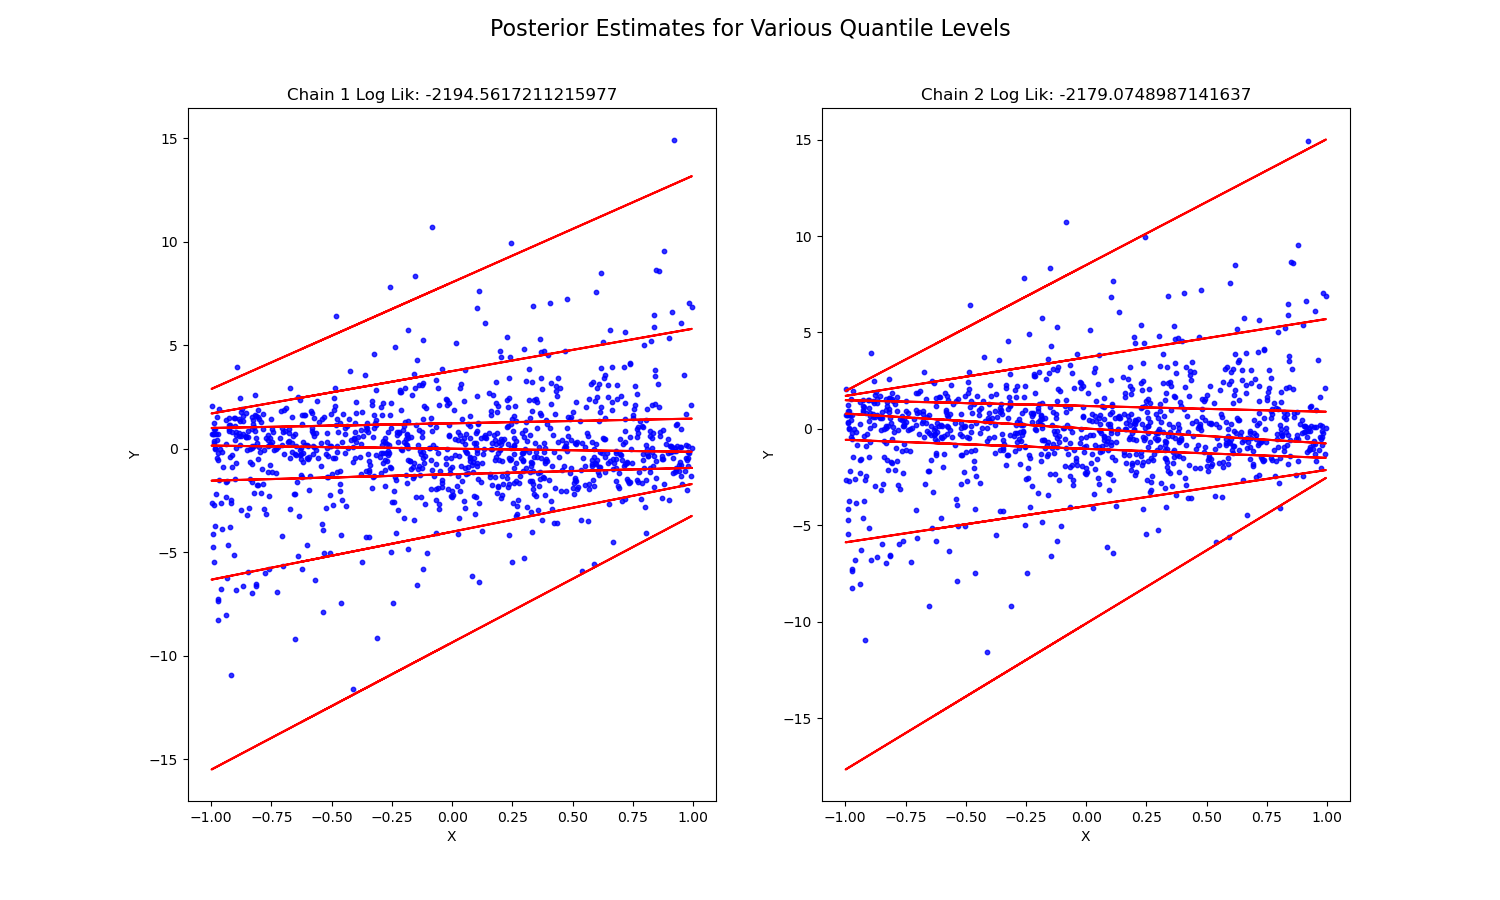 Posterior Estimates for Various Quantile Levels
Chain 1 Log Lik: -2194.5617211215977
15
10
5
0
−5
−10
−15
Y
−1.00 −0.75 −0.50 −0.25 0.00 0.25 0.50 0.75 1.00
X
Chain 2 Log Lik: -2179.0748987141637
15
10
5
0
−5
−10
−15
Y
−1.00 −0.75 −0.50 −0.25 0.00 0.25 0.50 0.75 1.00
X